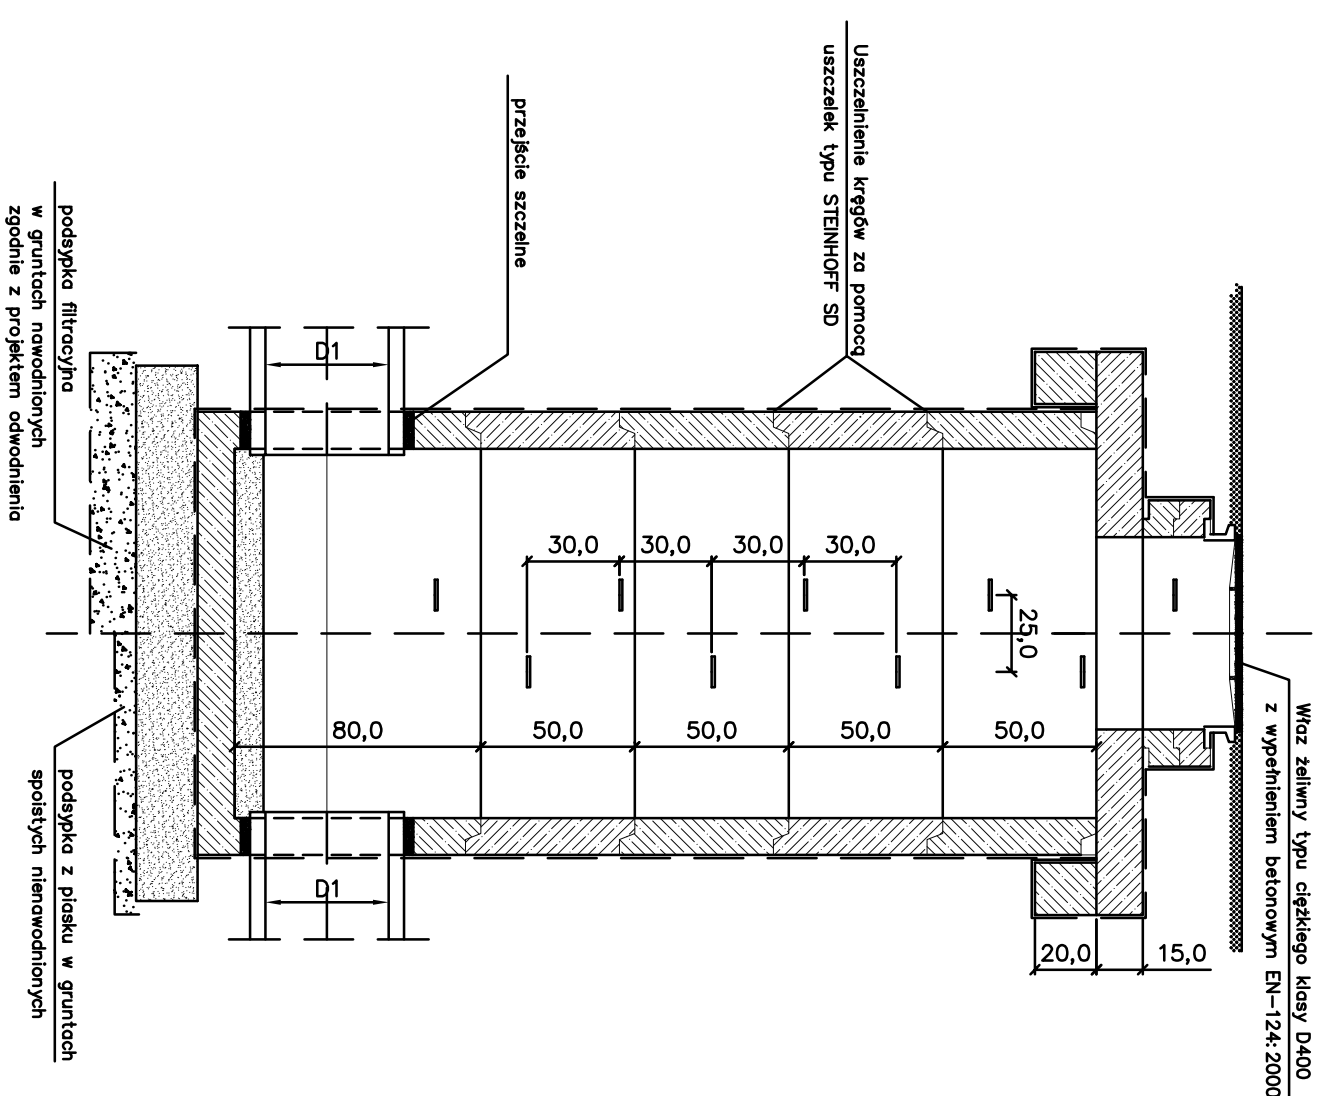 Właz żeliwny typu ciężkiego klasy D400
z wypełnieniem betonowym EN-124:2000
Uszczelnienie kręgów za pomocą
uszczelek typu STEINHOFF SD
przejście szczelne
podsypka filtracyjna
w gruntach nawodnionych
zgodnie z projektem odwodnienia
podsypka z piasku w gruntach
spoistych nienawodnionych
D1
D1
30,0
30,0
30,0
30,0
25,0
80,0
50,0
50,0
50,0
50,0
20,0
15,0